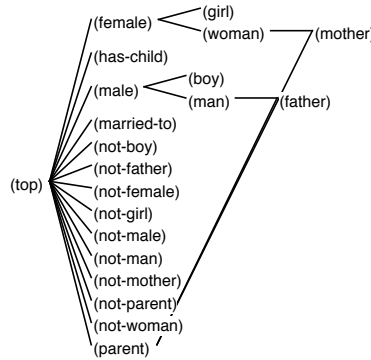 (girl)
(female)
(woman)
(mother)
(has-child)
(boy)
(male)
(man)
(father)
(married-to)
(not-boy)
(not-father)
(top)
(not-female)
(not-girl)
(not-male)
(not-man)
(not-mother)
(not-parent)
(not-woman)
(parent)